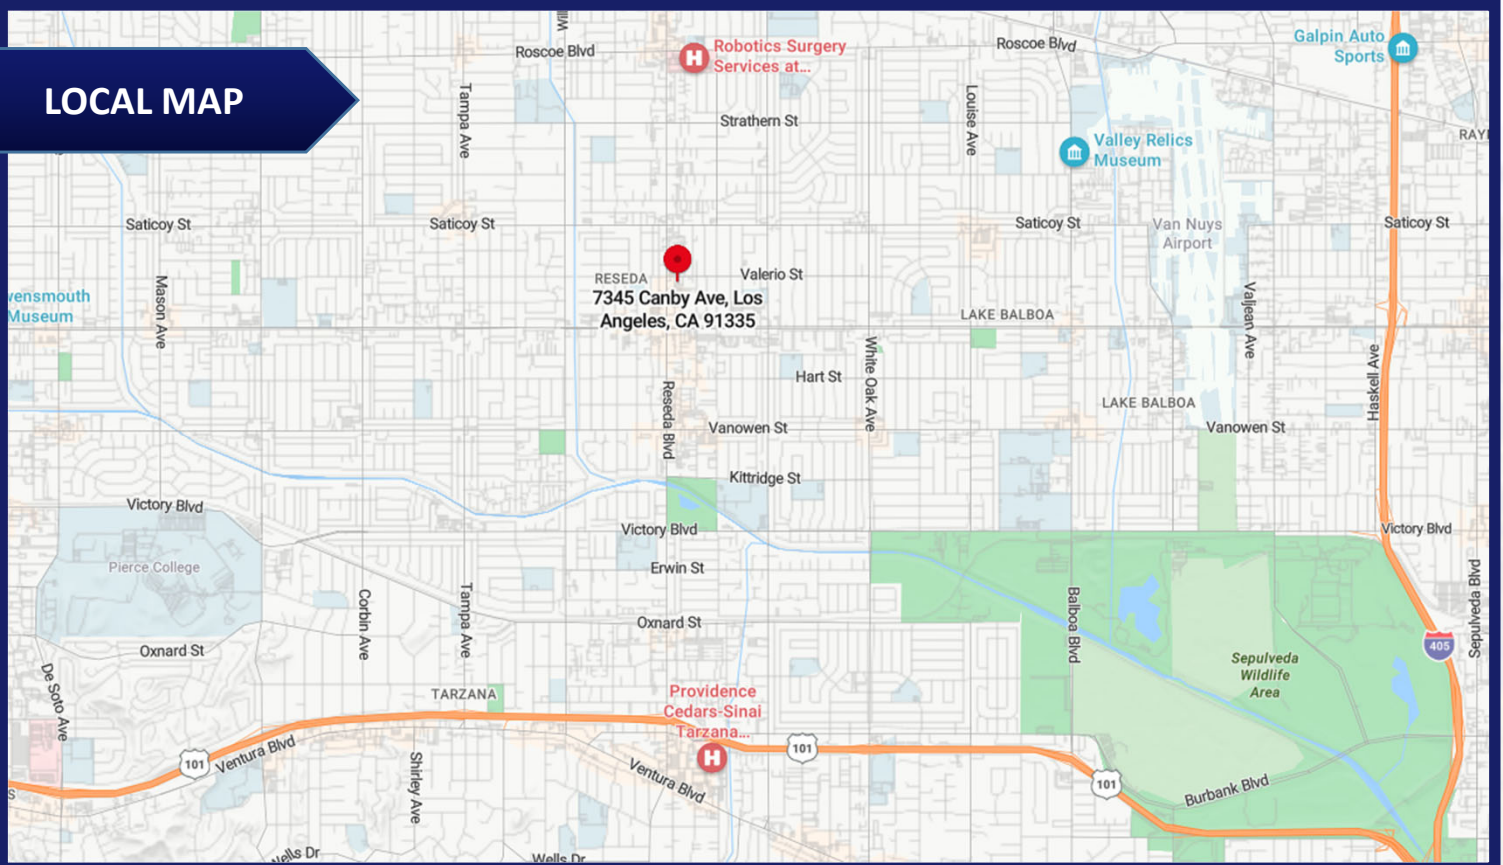 LOCAL MAP
Roscoe Blvd
Robotics Surgery
Services at...
Roscoe Blvd
Galpin Auto
Sports
Tampa Ave
Strathern St
Louise Ave
Valley Relics
Museum
Saticoy St
Saticoy St
Saticoy St
Van Nuys
Airport
Saticoy St
RESEDA
Valerio St
7345 Canby Ave, Los
Angeles, CA 91335
Museum
Mason Ave
LAKE BALBOA
Valjean Ave
White Oak Ave
Haskell Ave
Hart St
Reseda Blvd
LAKE BALBOA
Vanowen St
Vanowen St
Kittridge St
Victory Blvd
Victory Blvd
Victory Blvd
Pierce College
Erwin St
Corbin Ave
Tampa Ave
Balboa Blvd
Sepulveda Blvd
Oxnard St
405
Oxnard St
Sepulveda
Wildlife
Area
De Soto Ave
TARZANA
Providence
Cedars-Sinai
Tarzana...
101
Ventura Blvd
101
Shirley Ave
Ventura Blvd
101
Burbank Blvd
Wells Dr